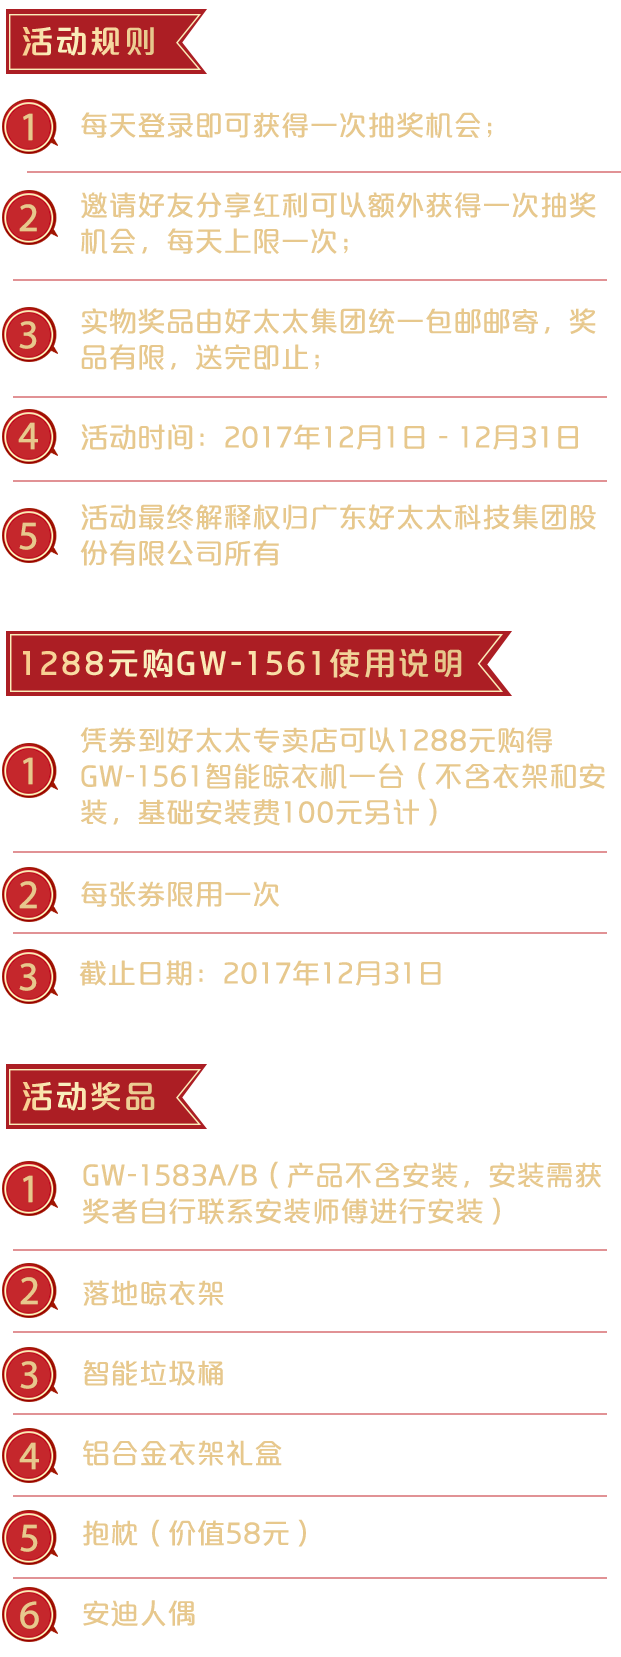 活动规则
1 每天登录即可获得一次抽奖机会；
2 邀请好友分享红利可以额外获得一次抽奖
机会，每天上限一次；
3 实物奖品由好太太集团统一包邮邮寄，奖
品有限，送完即止；
4 活动时间：2017年12月1日 - 12月31日
5 活动最终解释权归广东好太太科技集团股
份有限公司所有
1288元购GW-1561使用说明
1 凭券到好太太专卖店可以1288元购得
GW-1561智能晾衣机一台（不含衣架和安
装，基础安装费100元另计）
2 每张券限用一次
3 截止日期：2017年12月31日
活动奖品
1 GW-1583A/B（产品不含安装，安装需获
奖者自行联系安装师傅进行安装）
2 落地晾衣架
3 智能垃圾桶
4 铝合金衣架礼盒
5 抱枕（价值58元）
6 安迪人偶